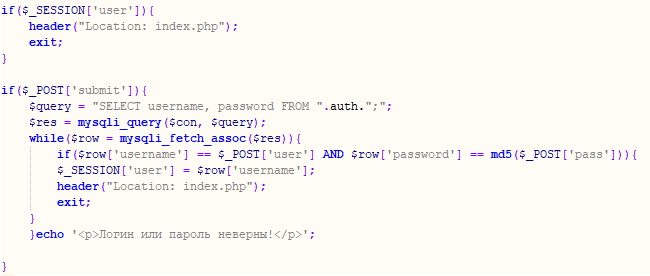 if($_SESSION['user']){
header("Location: index.php");
exit;
}
if($_POST['submit']){
$query = "SELECT username, password FROM ".auth.";";
$res = mysqli_query($con, $query);
while($row = mysqli_fetch_assoc($res)){
if($row['username'] == $_POST['user'] AND $row['password'] == md5($_POST['pass'])){
$_SESSION['user'] = $row['username'];
header("Location: index.php");
exit;
}
}echo '<p>Логин или пароль неверны!</p>';
}